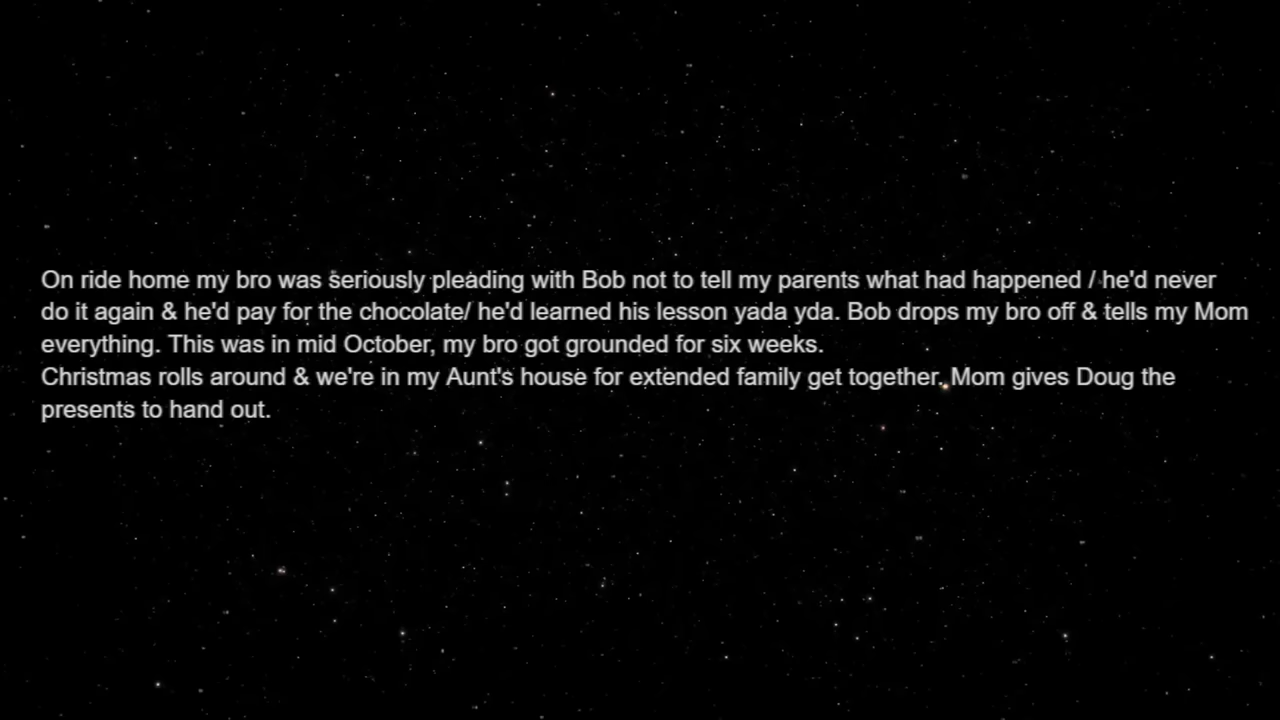 On ride home my bro was seriously pleading with Bob not to tell my parents what had happened / he'd never
do it again & he'd pay for the chocolate/ he'd learned his lesson yada yda. Bob drops my bro off & tells my Mom
everything. This was in mid October, my bro got grounded for six weeks.
Christmas rolls around & we're in my Aunt's house for extended family get together. Mom gives Doug the
presents to hand out.